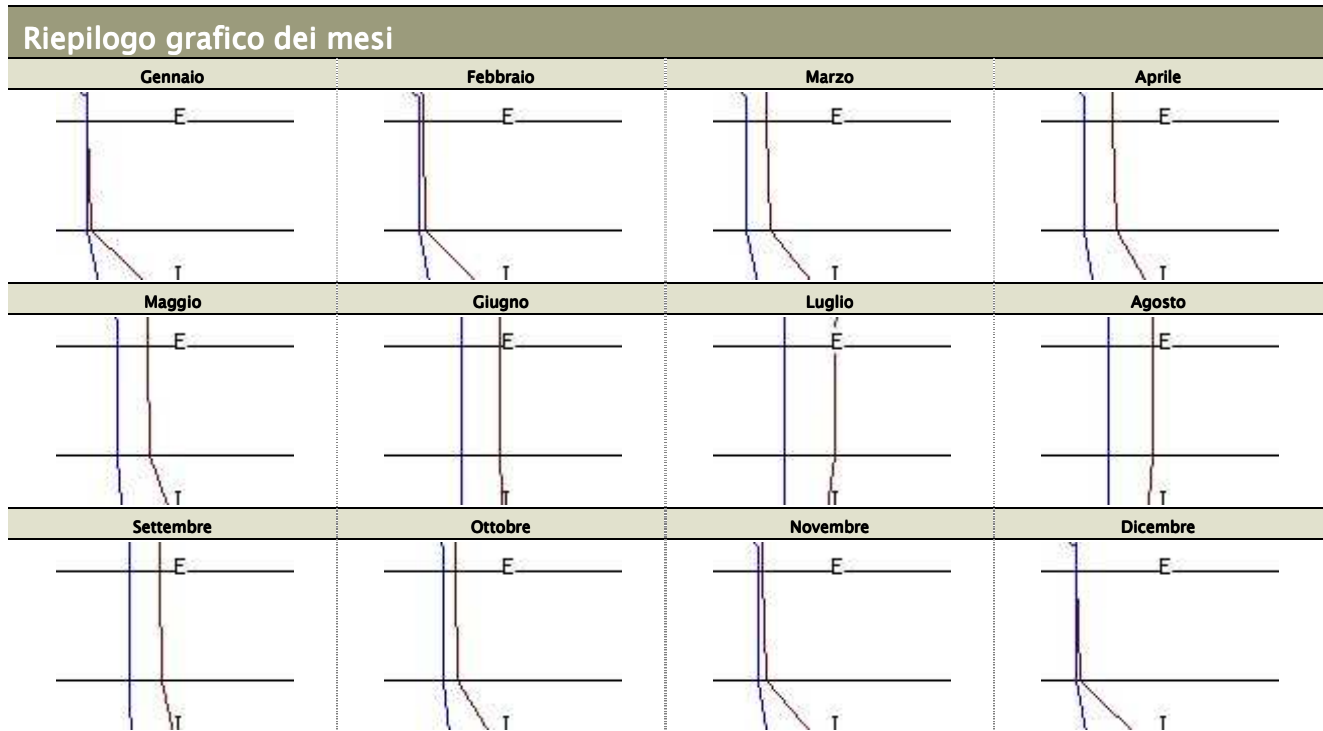 Riepilogo grafico dei mesi
Gennaio Febbraio Marzo Aprile
E E E E
T T T T
Maggio Giugno Luglio Agosto
E E E E
T T T T
Settembre Ottobre Novembre Dicembre
E E E E
T T T T